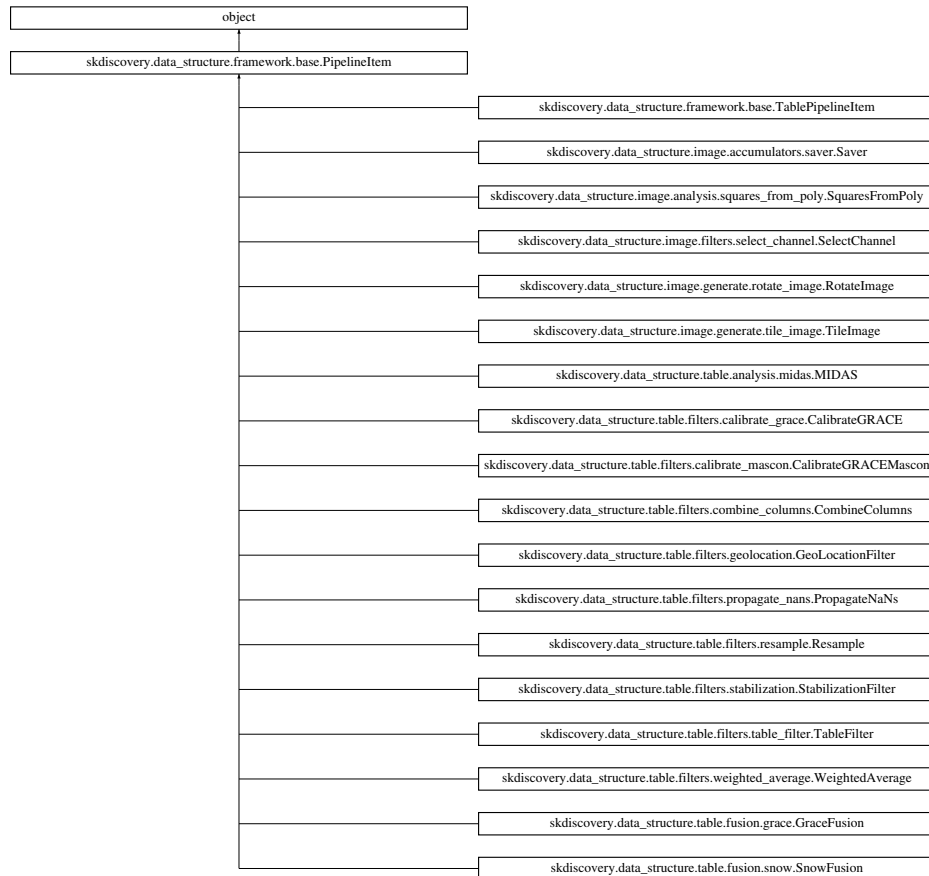 object
skdiscovery.data_structure.framework.base.PipelineItem
skdiscovery.data_structure.framework.base.TablePipelineItem
skdiscovery.data_structure.image.accumulators.saver.Saver
skdiscovery.data_structure.image.analysis.squares_from_poly.SquaresFromPoly
skdiscovery.data_structure.image.filters.select_channel.SelectChannel
skdiscovery.data_structure.image.generate.rotate_image.RotateImage
skdiscovery.data_structure.image.generate.tile_image.TileImage
skdiscovery.data_structure.table.analysis.midas.MIDAS
skdiscovery.data_structure.table.filters.calibrate_grace.CalibrateGRACE
skdiscovery.data_structure.table.filters.calibrate_mascon.CalibrateGRACEMascon
skdiscovery.data_structure.table.filters.combine_columns.CombineColumns
skdiscovery.data_structure.table.filters.geolocation.GeoLocationFilter
skdiscovery.data_structure.table.filters.propagate_nans.PropagateNaNs
skdiscovery.data_structure.table.filters.resample.Resample
skdiscovery.data_structure.table.filters.stabilization.StabilizationFilter
skdiscovery.data_structure.table.filters.table_filter.TableFilter
skdiscovery.data_structure.table.filters.weighted_average.WeightedAverage
skdiscovery.data_structure.table.fusion.grace.GraceFusion
skdiscovery.data_structure.table.fusion.snow.SnowFusion